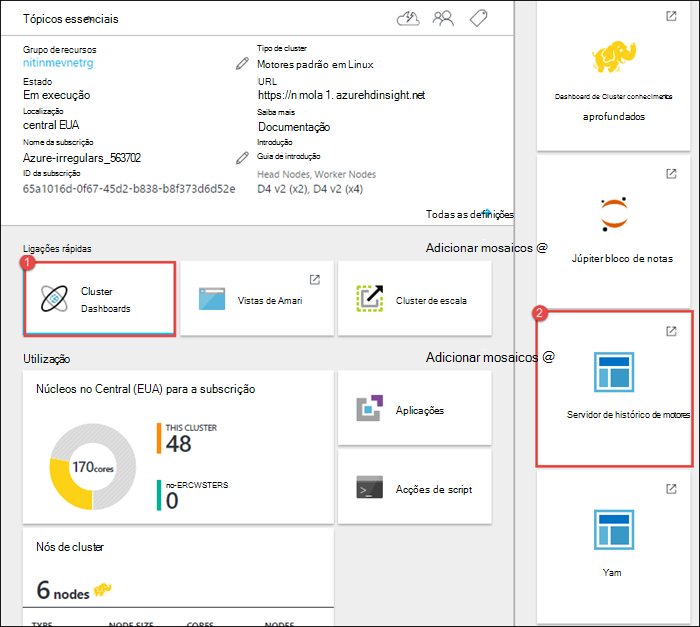 Tópicos essenciais
Grupo de recursos
nitinmevnetrg
Estado
Em execução
Localização
central EUA
Nome da subscrição
Azure-irregulars_563702
ID da subscrição
65a1016d-0f67-45d2-b838-b8f373d6d52e
Tipo de cluster
Motores padrão em Linux
URL
https://n mola 1. azurehdinsight.net
Saiba mais
Documentação
Introdução
Guia de introdução
Head Nodes, Worker Nodes
D4 v2 (x2), D4 v2 (x4)
Todas as definições
Ligações rápidas
Adicionar mosaicos @
1
Cluster
Dashboards
Vistas de Amari
Cluster de escala
Utilização
Adicionar mosaicos @
Núcleos no Central (EUA) para a subscrição
170cores
THIS CLUSTER
48
no-ERCWSTERS
0
Aplicações
Acções de script
Nós de cluster
6 nodes
TYPE NODE SIZE CORES NODES
Dashboard de Cluster conhecimentos
aprofundados
Júpiter bloco de notas
2
Servidor de histórico de motores
Yam